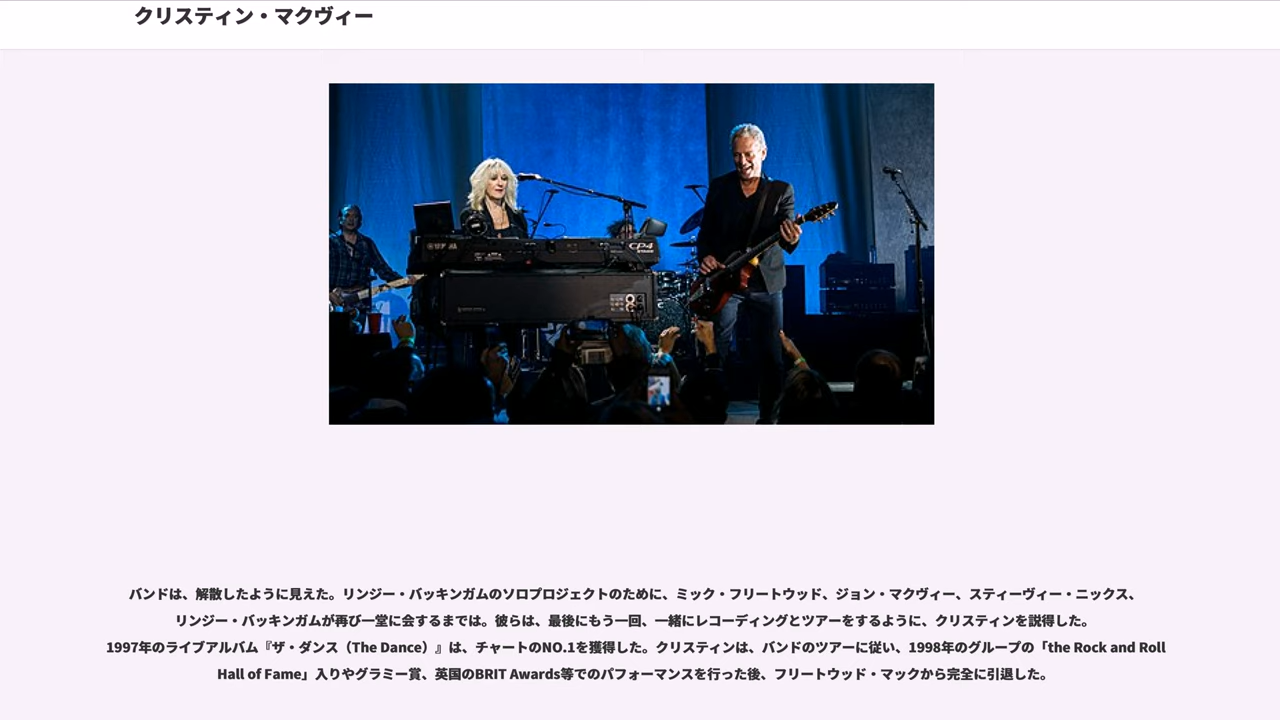 クリスティン・マクヴィー
CP4
バンドは、解散したように見えた。リンジー・バッキンガムのソロプロジェクトのために、ミック・フリートウッド、ジョン・マクヴィー、スティーヴィー・ニックス、
リンジー・バッキンガムが再び一堂に会するまでは。彼らは、最後にもう一回、一緒にレコーディングとツアーをするように、クリスティンを説得した。
1997年のライブアルバム『ザ・ダンス（The Dance）』は、チャートのNO.1を獲得した。クリスティンは、バンドのツアーに従い、1998年のグループの「the Rock and Roll
Hall of Fame」入りやグラミー賞、英国のBRIT Awards等でのパフォーマンスを行った後、フリートウッド・マックから完全に引退した。